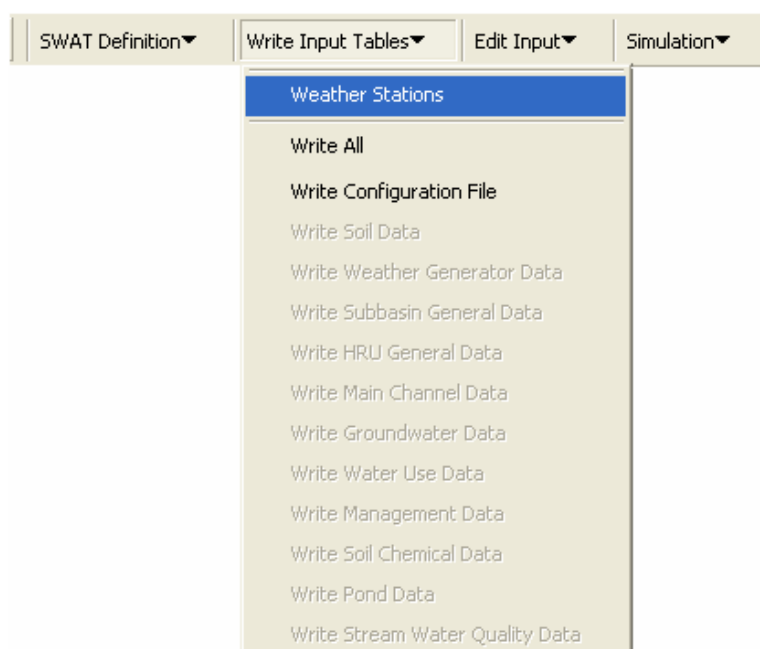 SWAT Definition▼ Write Input Tables▼ Edit Input▼ Simulation▼
Weather Stations
Write All
Write Configuration File
Write Soil Data
Write Weather Generator Data
Write Subbasin General Data
Write HRU General Data
Write Main Channel Data
Write Groundwater Data
Write Water Use Data
Write Management Data
Write Soil Chemical Data
Write Pond Data
Write Stream Water Quality Data